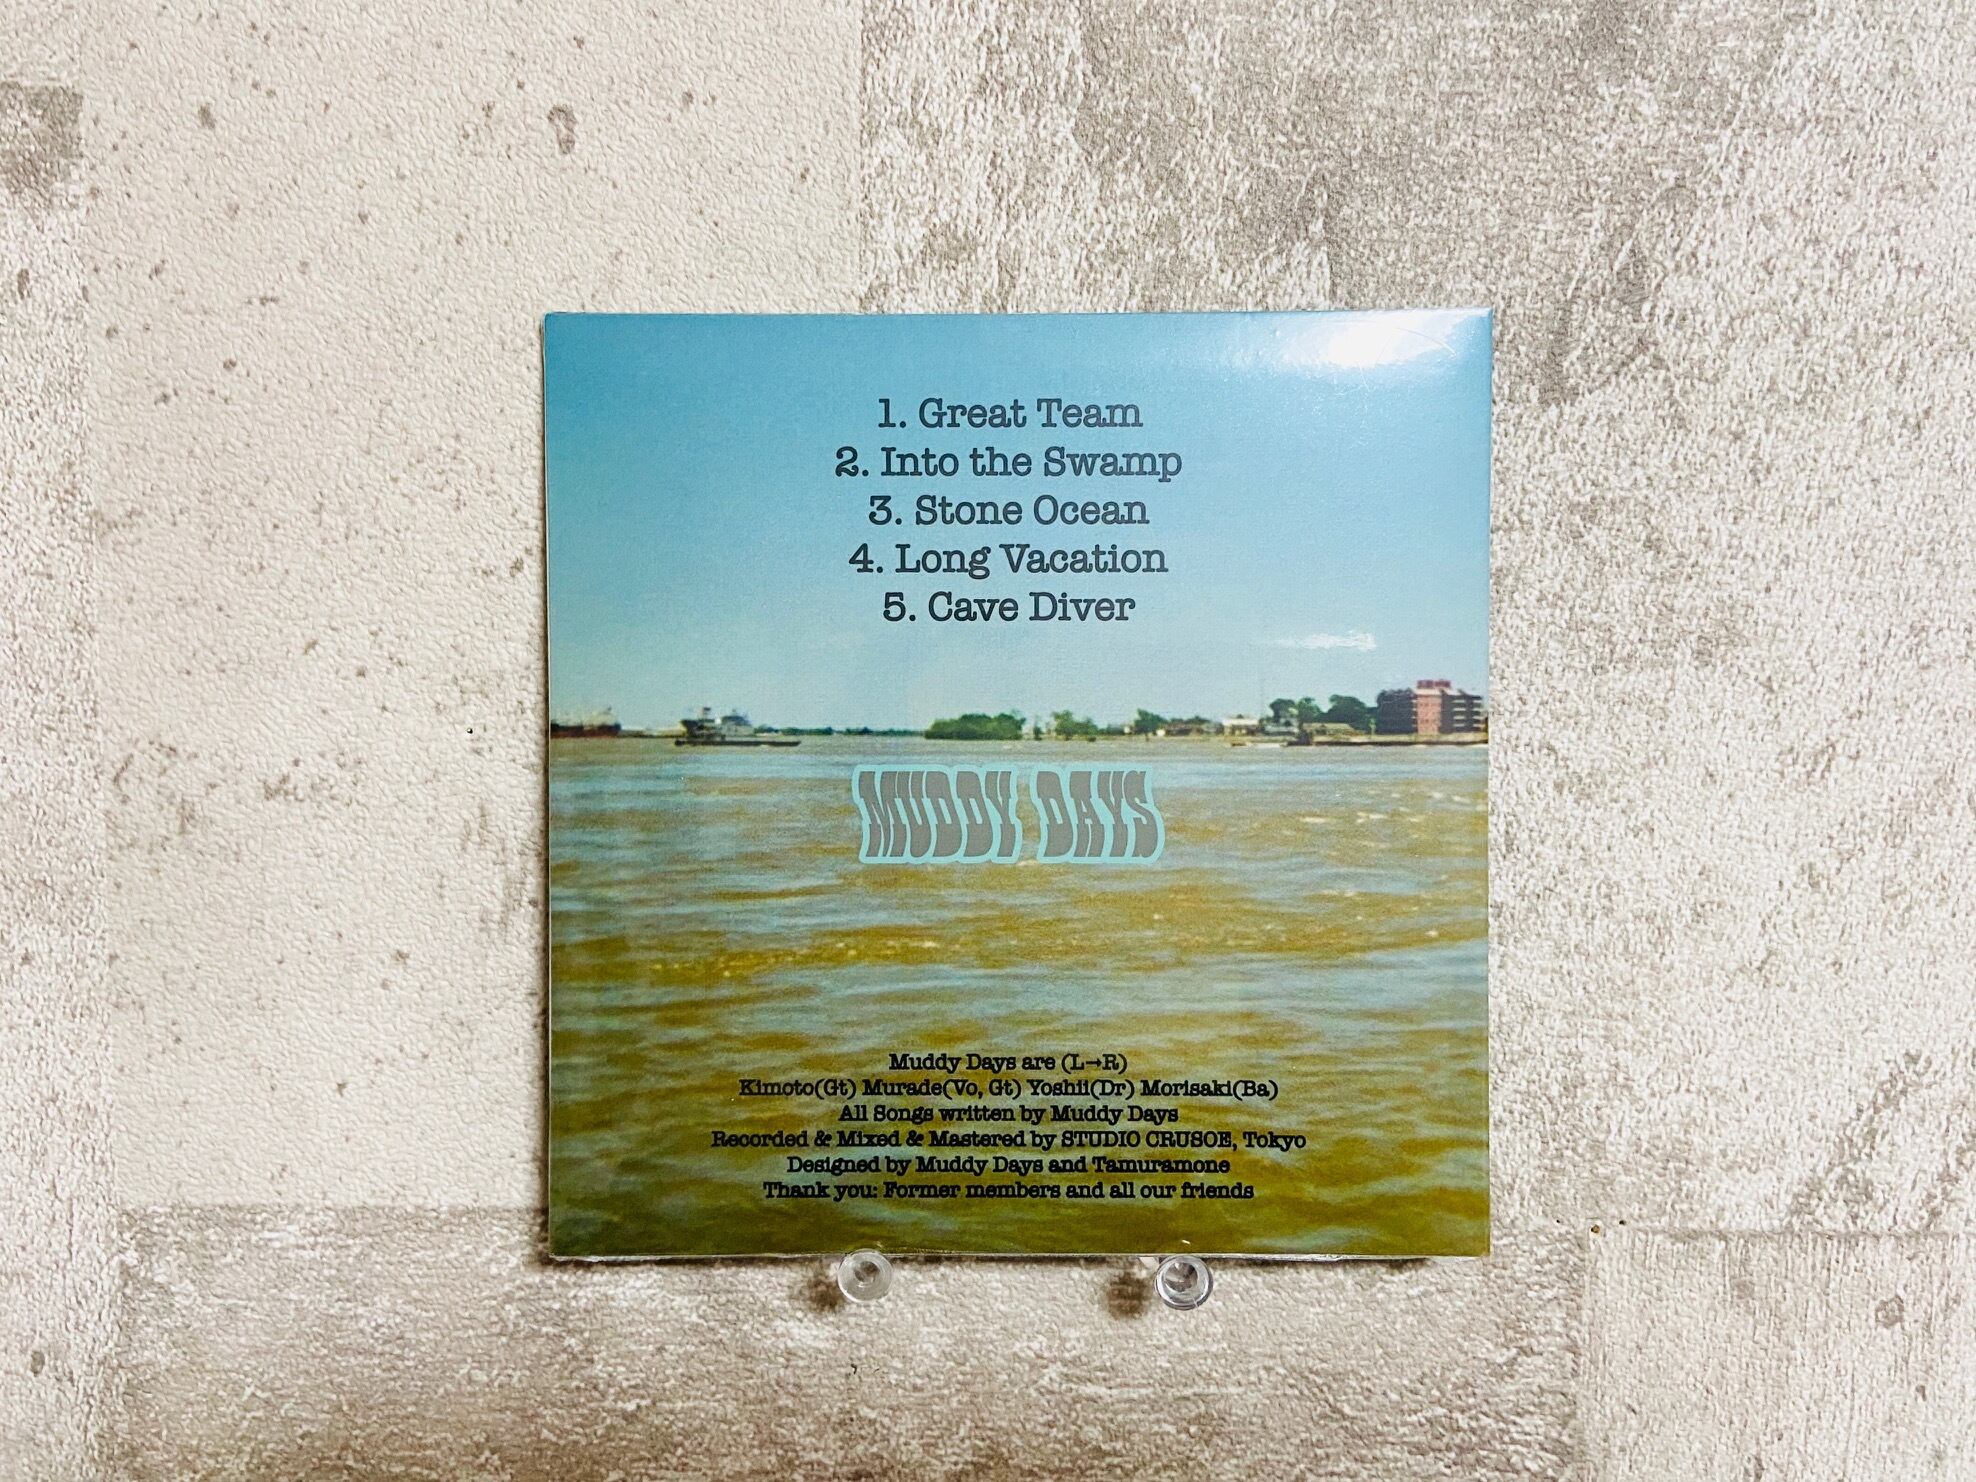 1. Great Team
2. Into the Swamp
3. Stone Ocean
4. Long Vacation
5. Cave Diver
MUDDY DAYS
Muddy Days are (L→R)
Kimoto(Gt) Murade(Vo, Gt) Yoshii(Dr) Morisaki(Ba)
All Songs written by Muddy Days
Recorded & Mixed & Mastered by STUDIO CRUSOE, Tokyo
Designed by Muddy Days and Tamuramone
Thank you: Former members and all our friends